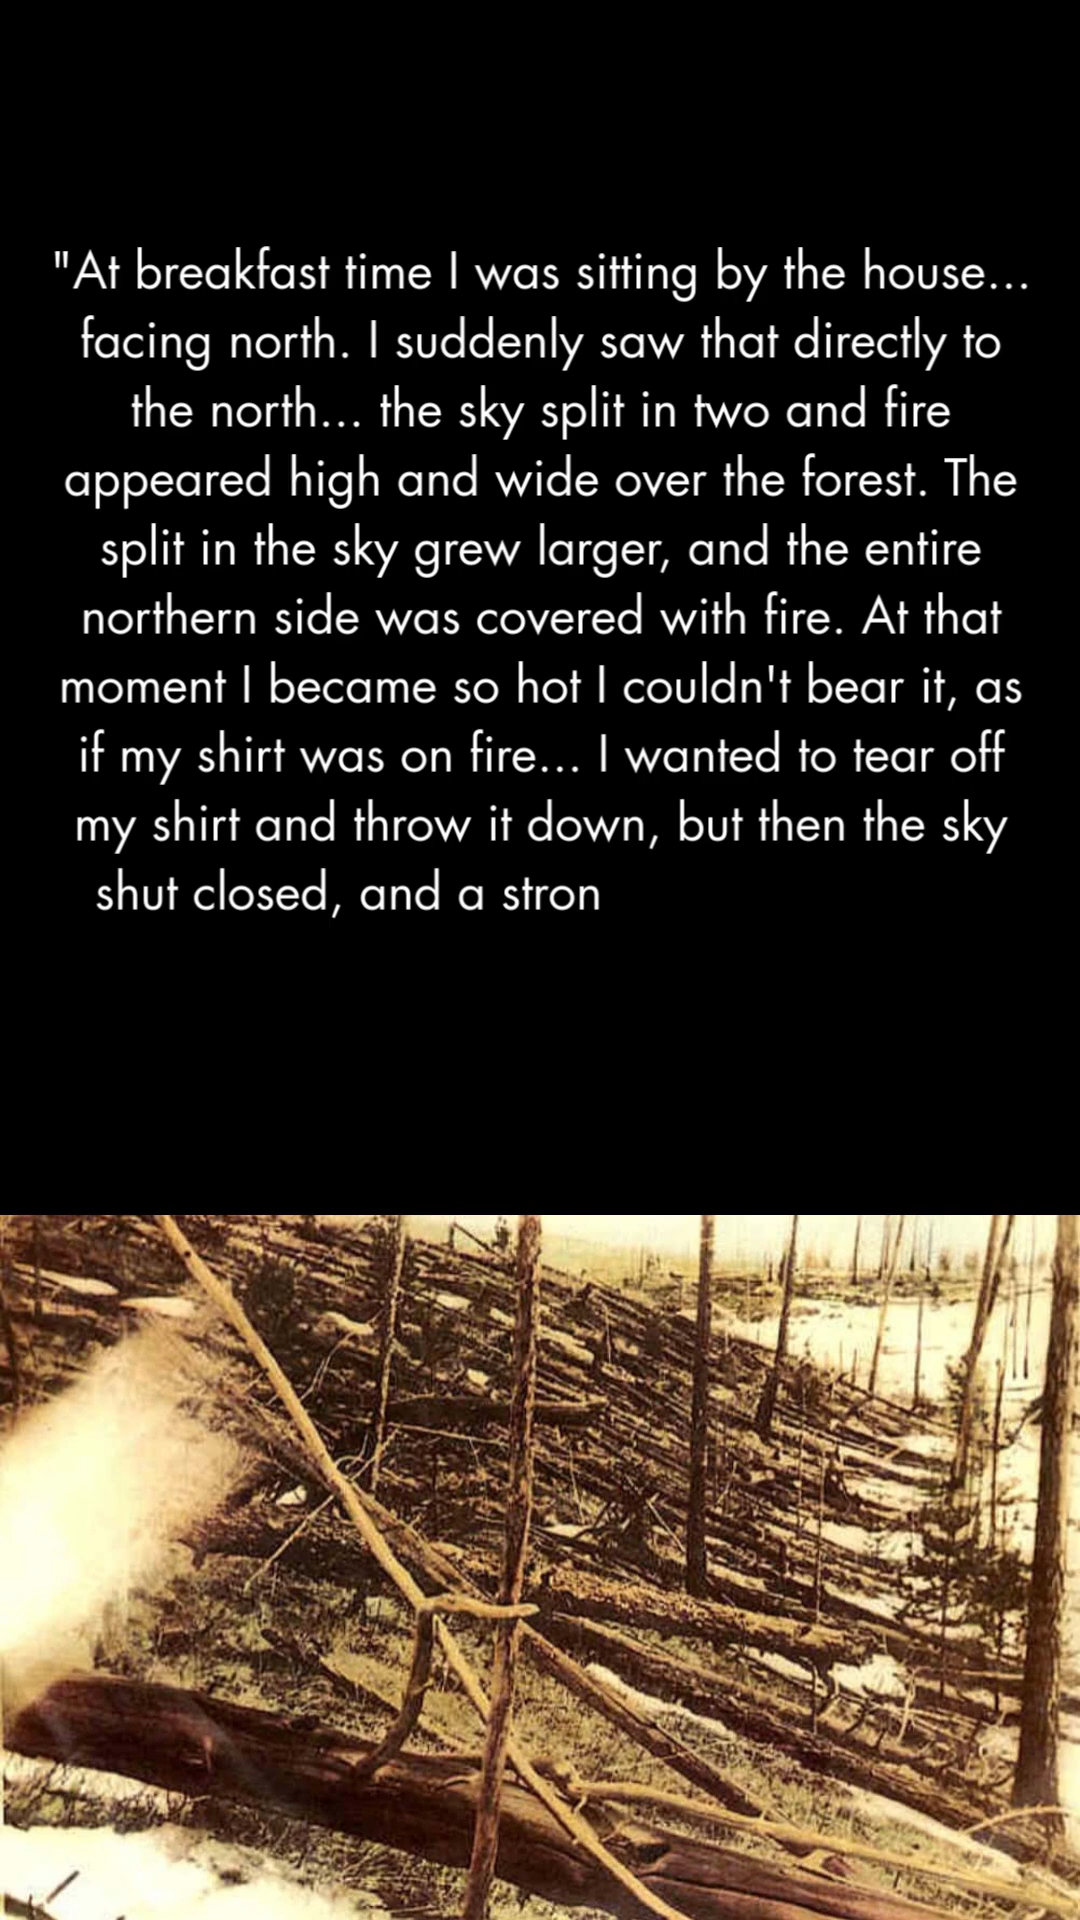 "At breakfast time I was sitting by the house...
facing north. I suddenly saw that directly to
the north... the sky split in two and fire
appeared high and wide over the forest. The
split in the sky grew larger, and the entire
northern side was covered with fire. At that
moment I became so hot I couldn't bear it, as
if my shirt was on fire... I wanted to tear off
my shirt and throw it down, but then the sky
shut closed, and a stron